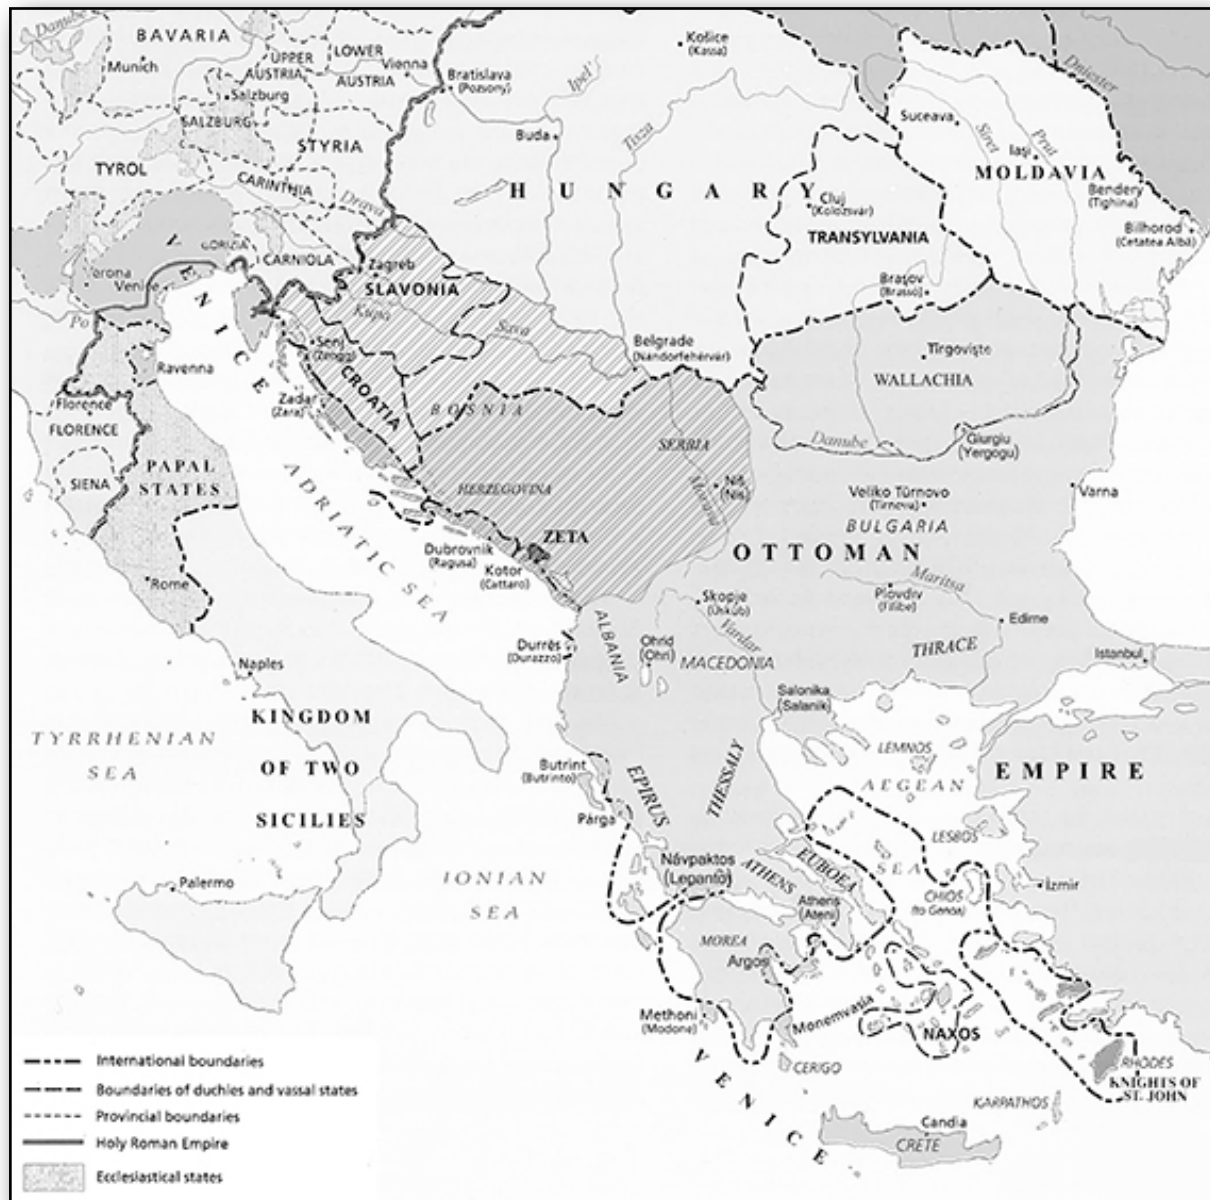 Danube
BAVARIA
Munich
UPPER
AUSTRIA
LOWER
AUSTRIA
Vienna
Salzburg
SALZBURG
STYRIA
TYROL
CARINTHIA
Drava
GORIZIA
CARNIOLA
Verona
Venice
Po
Bratislava
(Pozsony)
Košice
(Kassa)
Ipel'
Buda
Tisza
HUNGARY
Dniester
Suceava
Siret
Prut
Iaşi
MOLDAVIA
Bendery
(Tighina)
Bilhorod
(Cetatea Albă)
Cluj
(Kolozsvár)
TRANSYLVANIA
Braşov
(Brassó)
Zagreb
SLAVONIA
Kupa
Sava
Senj
(Zengg)
CROATIA
BOSNIA
Belgrade
(Nándorfehérvár)
Tîrgovişte
WALLACHIA
Danube
Giurgiu
(Yergogu)
Ravenna
Florence
FLORENCE
SIENA
PAPAL
STATES
Rome
Zadar
(Zara)
VENICE
ADRIATIC SEA
HERZEGOVINA
SERBIA
Morava
Niš
(Niş)
Veliko Tŭrnovo
(Tirnova)
BULGARIA
Varna
ZETA
OTTOMAN
Dubrovnik
(Ragusa)
Kotor
(Cattaro)
Maritsa
Plovdiv
(Filibe)
Skopje
(Üsküb)
Vardar
Edirne
THRACE
Istanbul
ALBANIA
Durrës
(Durazzo)
Ohrid
(Ohri)
MACEDONIA
Salonika
(Salanik)
Naples
KINGDOM
OF TWO
SICILIES
TYRRHENIAN
SEA
Butrint
(Butrinto)
EPIRUS
THESSALY
LEMNOS
AEGEAN
SEA
EMPIRE
Párga
LESBOS
Palermo
IONIAN
SEA
Návpaktos
(Lepanto)
ATHENS
EUBOEA
Athens
(Ateni)
CHIOS
(to Genoa)
Izmir
MOREA
Argos
Methoni
(Modone)
Monemvasia
NAXOS
VENICE
CERIGO
RHODES
KNIGHTS OF
ST. JOHN
KARPATHOS
Candia
CRETE
International boundaries
Boundaries of duchies and vassal states
Provincial boundaries
Holy Roman Empire
Ecclesiastical states